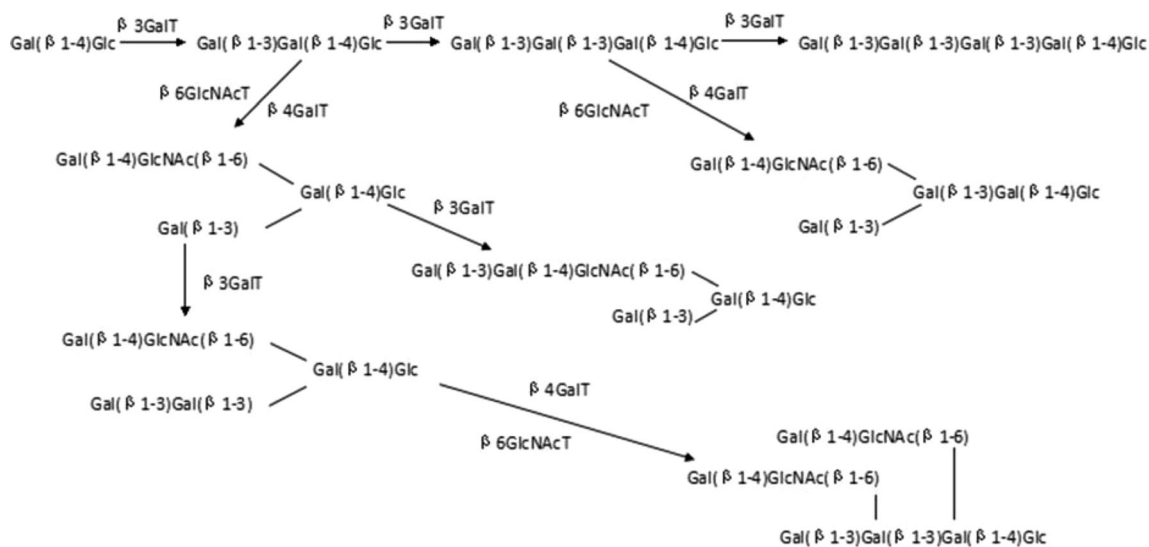 β 3GalT β 3GalT β 3GalT
Gal(β 1-4)Glc Gal(β 1-3)Gal(β 1-4)Glc Gal(β 1-3)Gal(β 1-3)Gal(β 1-4)Glc Gal(β 1-3)Gal(β 1-3)Gal(β 1-3)Gal(β 1-4)Glc
β 6GlcNAcT β 4GalT
β 4GalT β 6GlcNAcT
Gal(β 1-4)GlcNAc(β 1-6) Gal(β 1-4)GlcNAc(β 1-6)
Gal(β 1-4)Glc Gal(β 1-3)Gal(β 1-4)Glc
β 3GalT
Gal(β 1-3) Gal(β 1-3)
Gal(β 1-3)Gal(β 1-4)GlcNAc(β 1-6)
β 3GalT
Gal(β 1-4)Glc
Gal(β 1-3)
Gal(β 1-4)GlcNAc(β 1-6)
Gal(β 1-4)Glc
β 4GalT
Gal(β 1-3)Gal(β 1-3)
β 6GlcNAcT
Gal(β 1-4)GlcNAc(β 1-6)
Gal(β 1-4)GlcNAc(β 1-6)
Gal(β 1-3)Gal(β 1-3)Gal(β 1-4)Glc